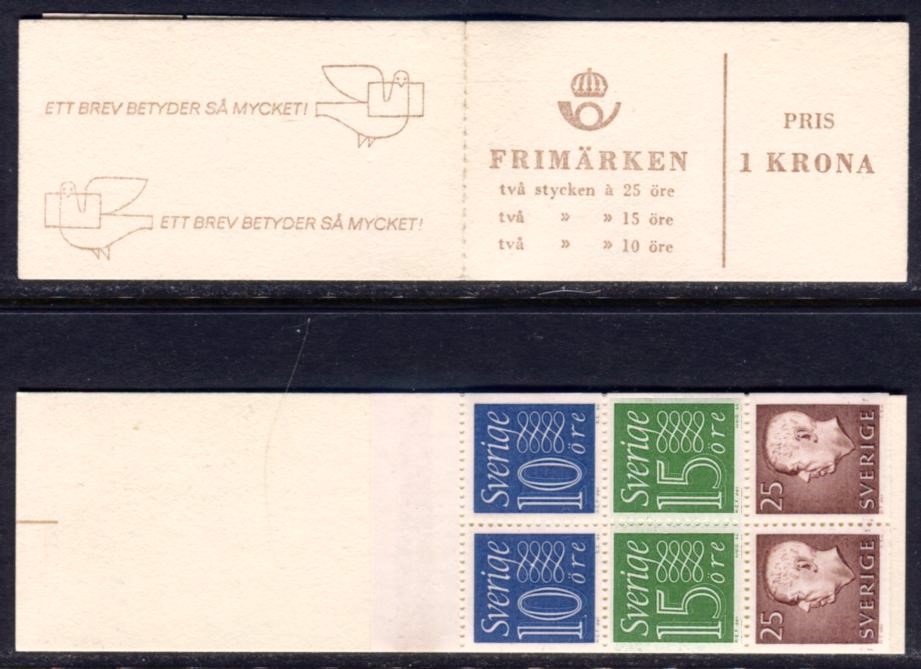 ETT BREV BETYDER SÅ MYCKET!
ETT BREV BETYDER SÅ MYCKET!
FRIMÄRKEN
två stycken à 25 öre
två » » 15 öre
två » » 10 öre
PRIS
1 KRONA
Sverige
10 öre
Sverige
15 öre
25
SVERIGE
Sverige
10 öre
Sverige
15 öre
25
SVERIGE